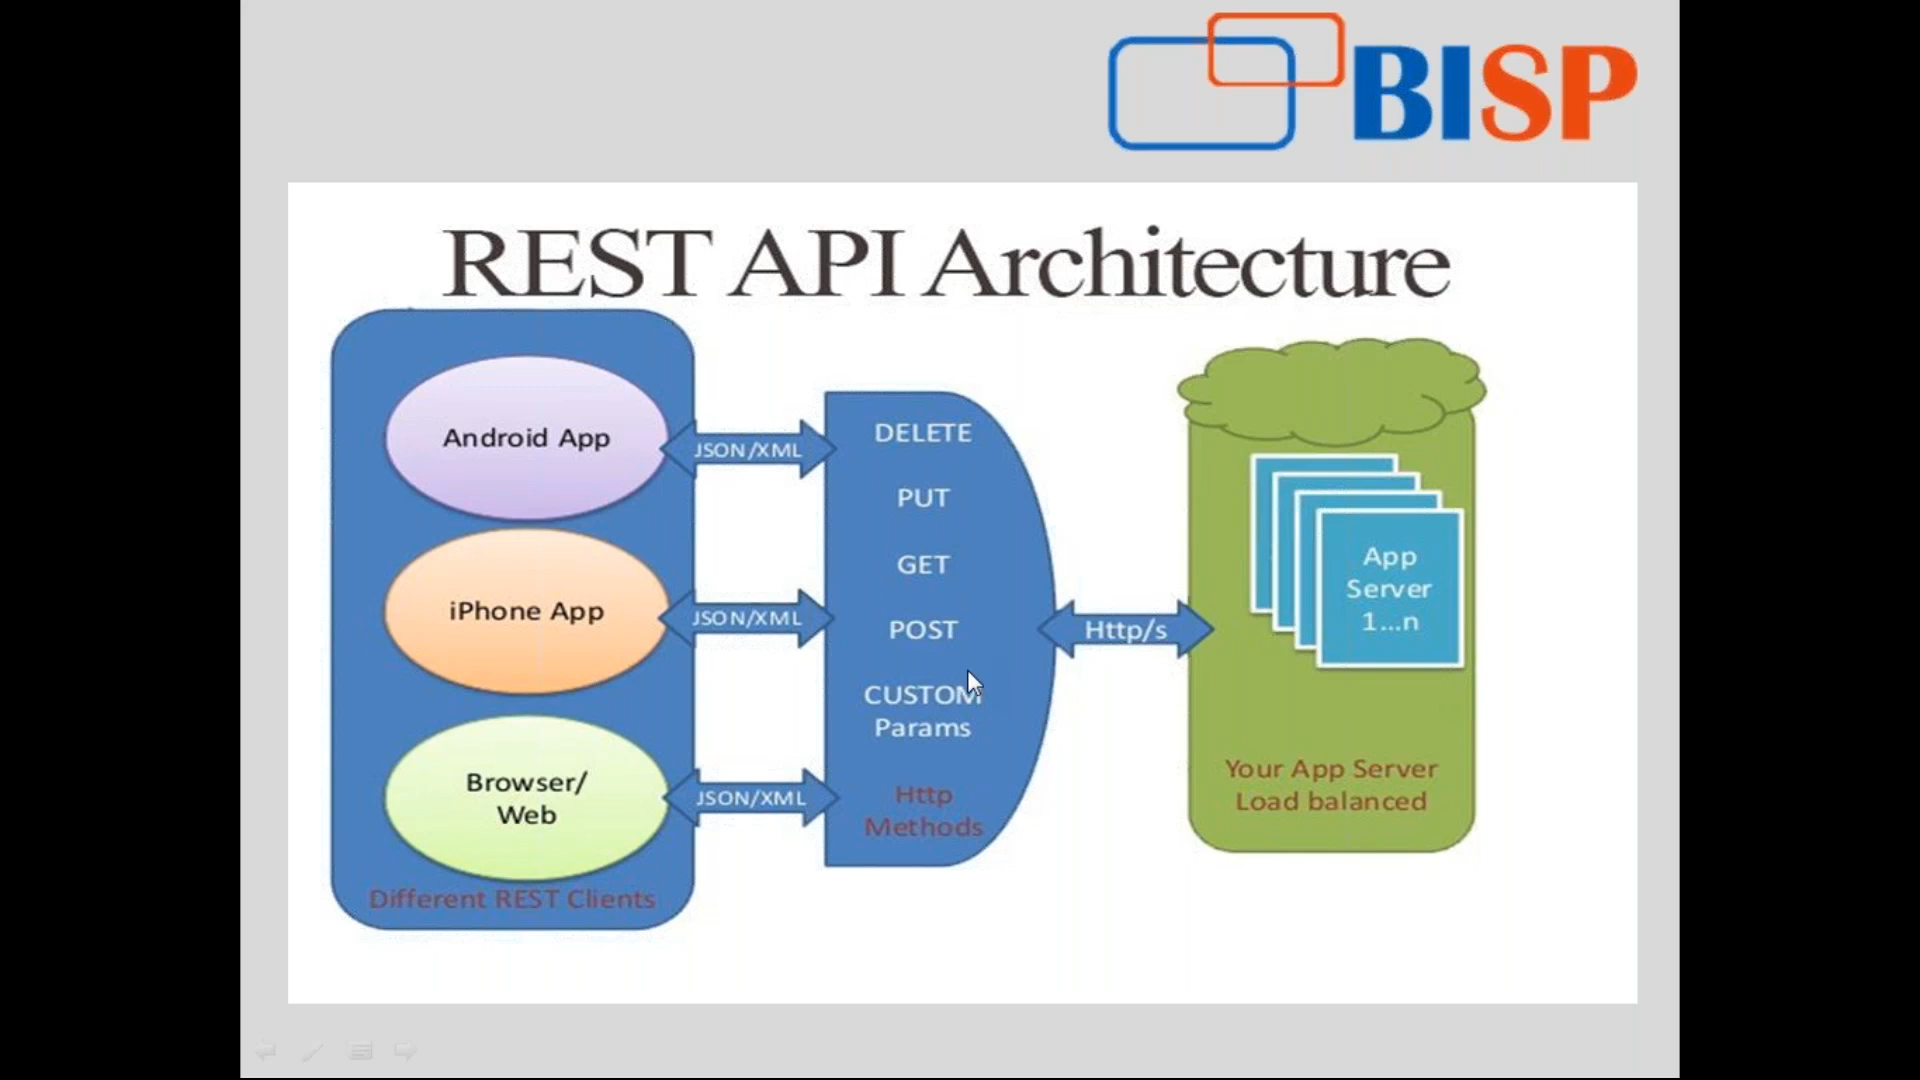 BISP
REST API Architecture
Android App
JSON/XML
iPhone App
JSON/XML
Browser/
Web
JSON/XML
Different REST Clients
DELETE
PUT
GET
POST
CUSTOM
Params
Http
Methods
Http/s
App
Server
1...n
Your App Server
Load balanced